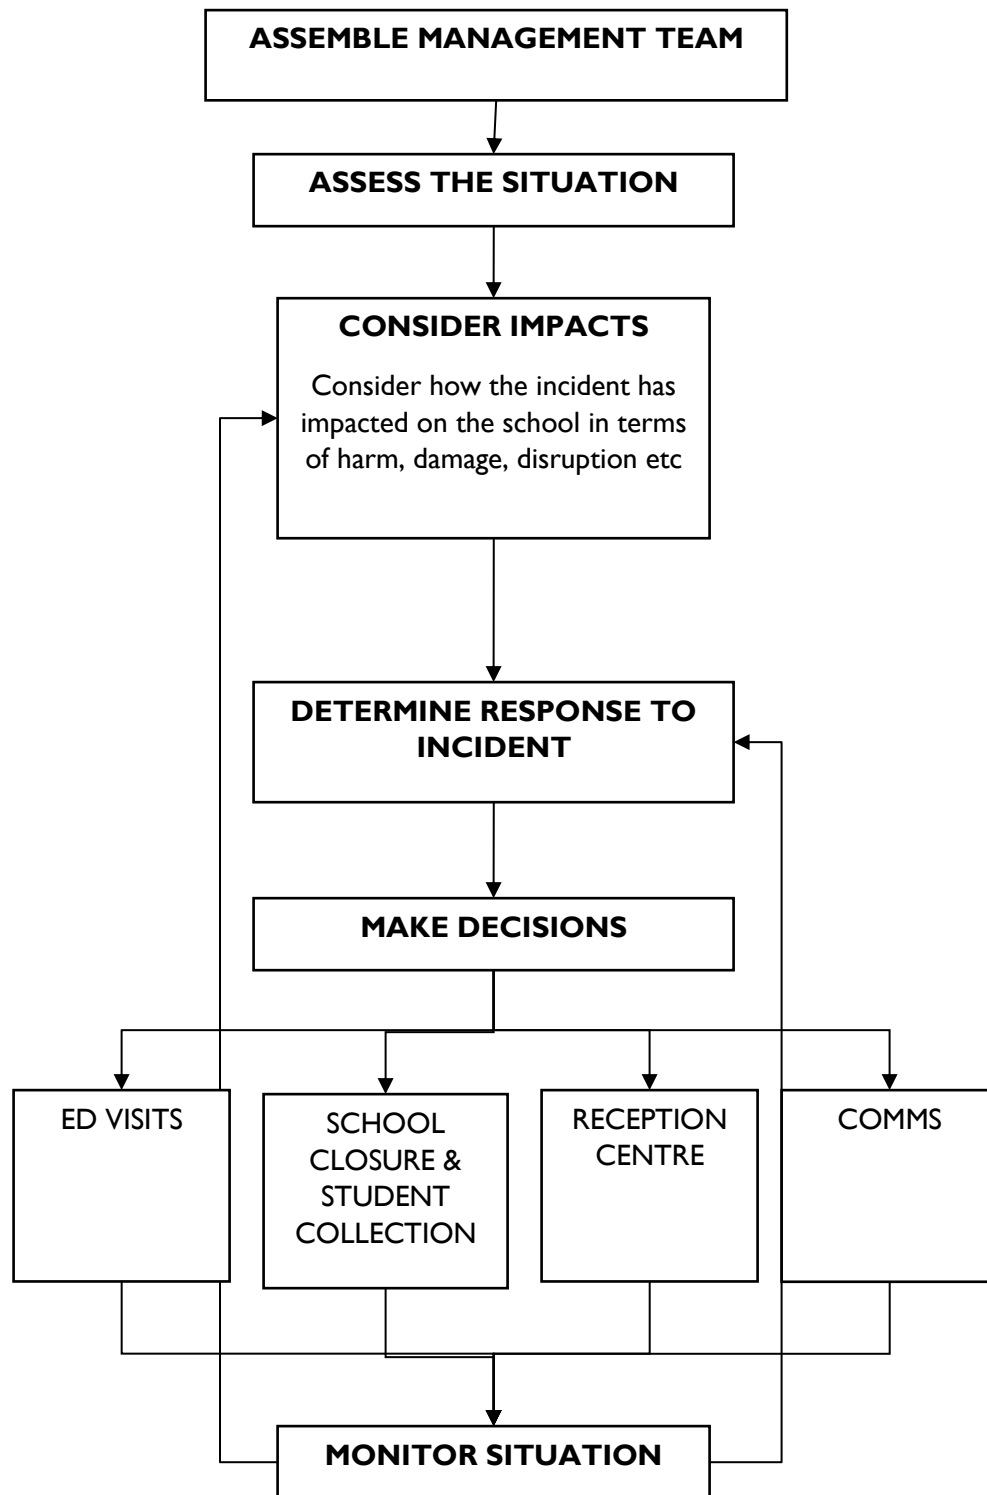 ASSEMBLE MANAGEMENT TEAM
ASSESS THE SITUATION
CONSIDER IMPACTS
Consider how the incident has
impacted on the school in terms
of harm, damage, disruption etc
DETERMINE RESPONSE TO
INCIDENT
MAKE DECISIONS
ED VISITS
SCHOOL
CLOSURE &
STUDENT
COLLECTION
RECEPTION
CENTRE
COMMS
MONITOR SITUATION